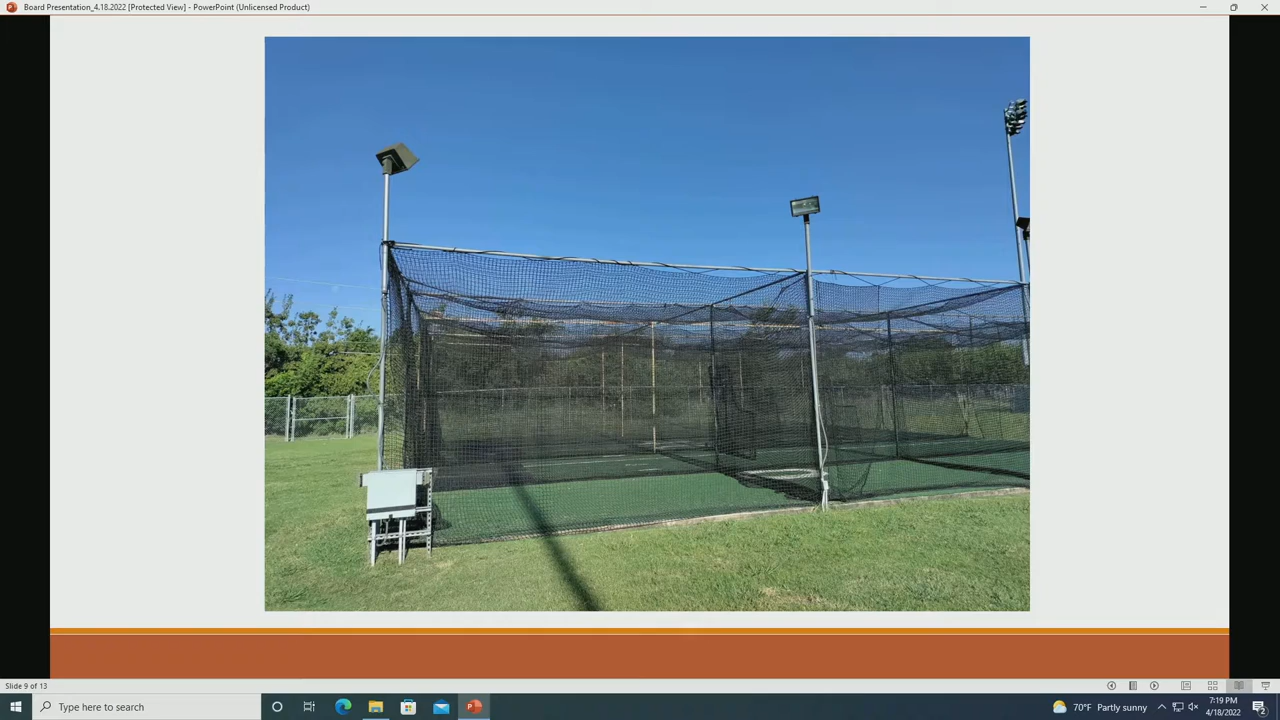 Board Presentation_4.18.2022 [Protected View] - PowerPoint (Unlicensed Product)
Slide 9 of 13
Type here to search
70°F Partly sunny
7:19 PM
4/18/2022
2